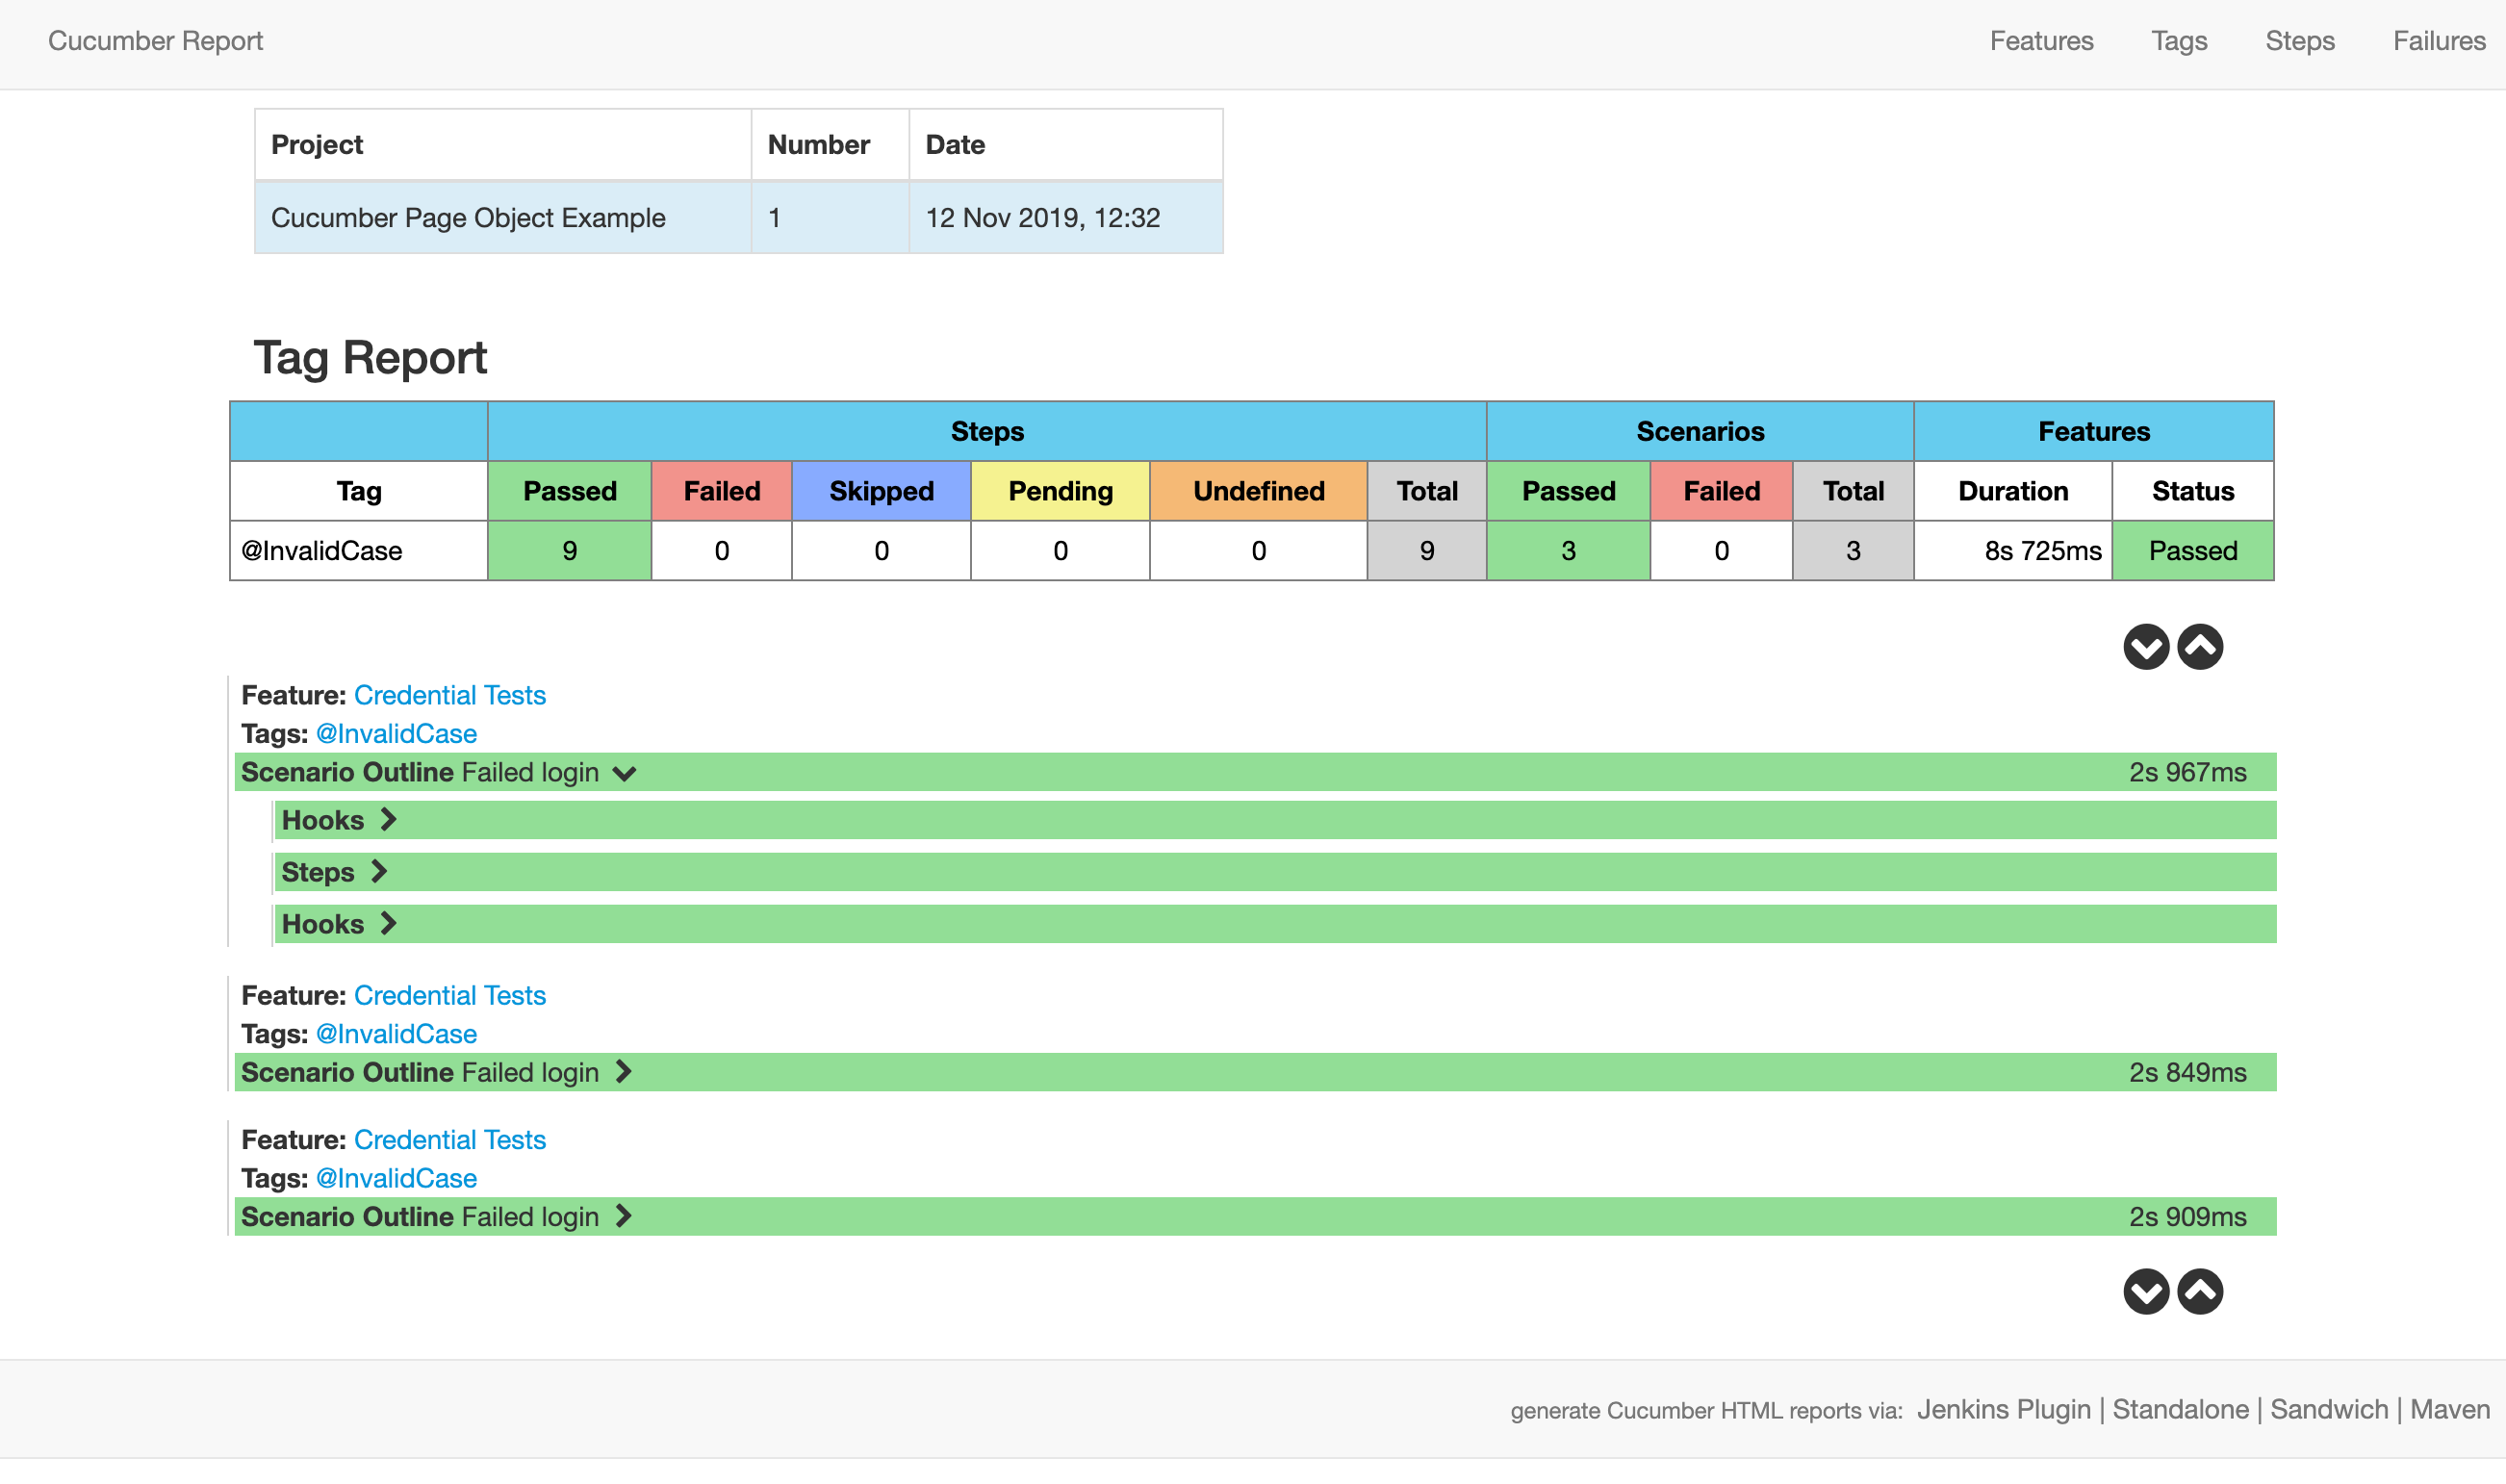 Cucumber Report Features Tags Steps Failures
Project Number Date
Cucumber Page Object Example 1 12 Nov 2019, 12:32
Tag Report
Steps Scenarios Features
Tag Passed Failed Skipped Pending Undefined Total Passed Failed Total Duration Status
@InvalidCase 9 0 0 0 0 9 3 0 3 8s 725ms Passed
Feature: Credential Tests
Tags: @InvalidCase
Scenario Outline Failed login 2s 967ms
Hooks
Steps
Hooks
Feature: Credential Tests
Tags: @InvalidCase
Scenario Outline Failed login 2s 849ms
Feature: Credential Tests
Tags: @InvalidCase
Scenario Outline Failed login 2s 909ms
generate Cucumber HTML reports via: Jenkins Plugin | Standalone | Sandwich | Maven